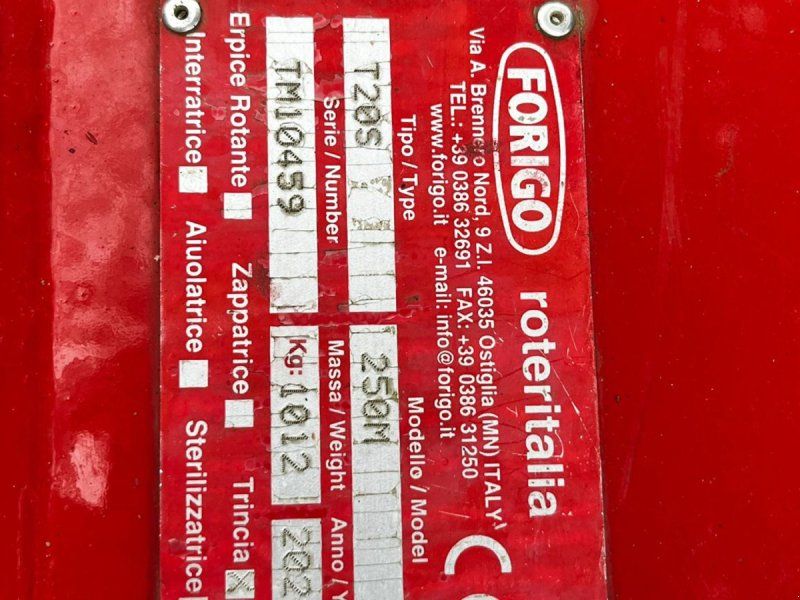 FORIGO roteritalia
Via A. Brennero Nord, 9 Z.I. 46035 Ostiglia (MN) ITALY
TEL.: +39 0386 32691 FAX: +39 0386 31250
www.forigo.it e-mail: info@forigo.it
Tipo / Type Modello / Model
T20S 250M
Serie / Number Massa / Weight Anno / Y
TM10459 Kg: 1012 202
Erpice Rotante Zappatrice Trincia X
Interratrice Aiuolatrice Sterilizzatrice